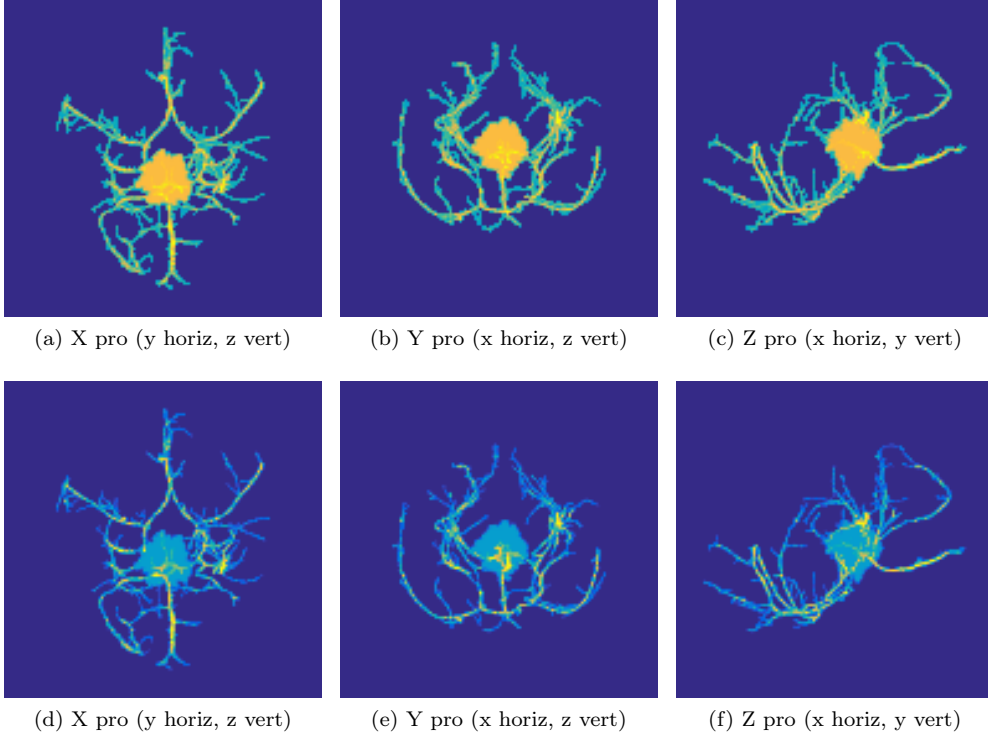 (a) X pro (y horiz, z vert)
(b) Y pro (x horiz, z vert)
(c) Z pro (x horiz, y vert)
(d) X pro (y horiz, z vert)
(e) Y pro (x horiz, z vert)
(f) Z pro (x horiz, y vert)